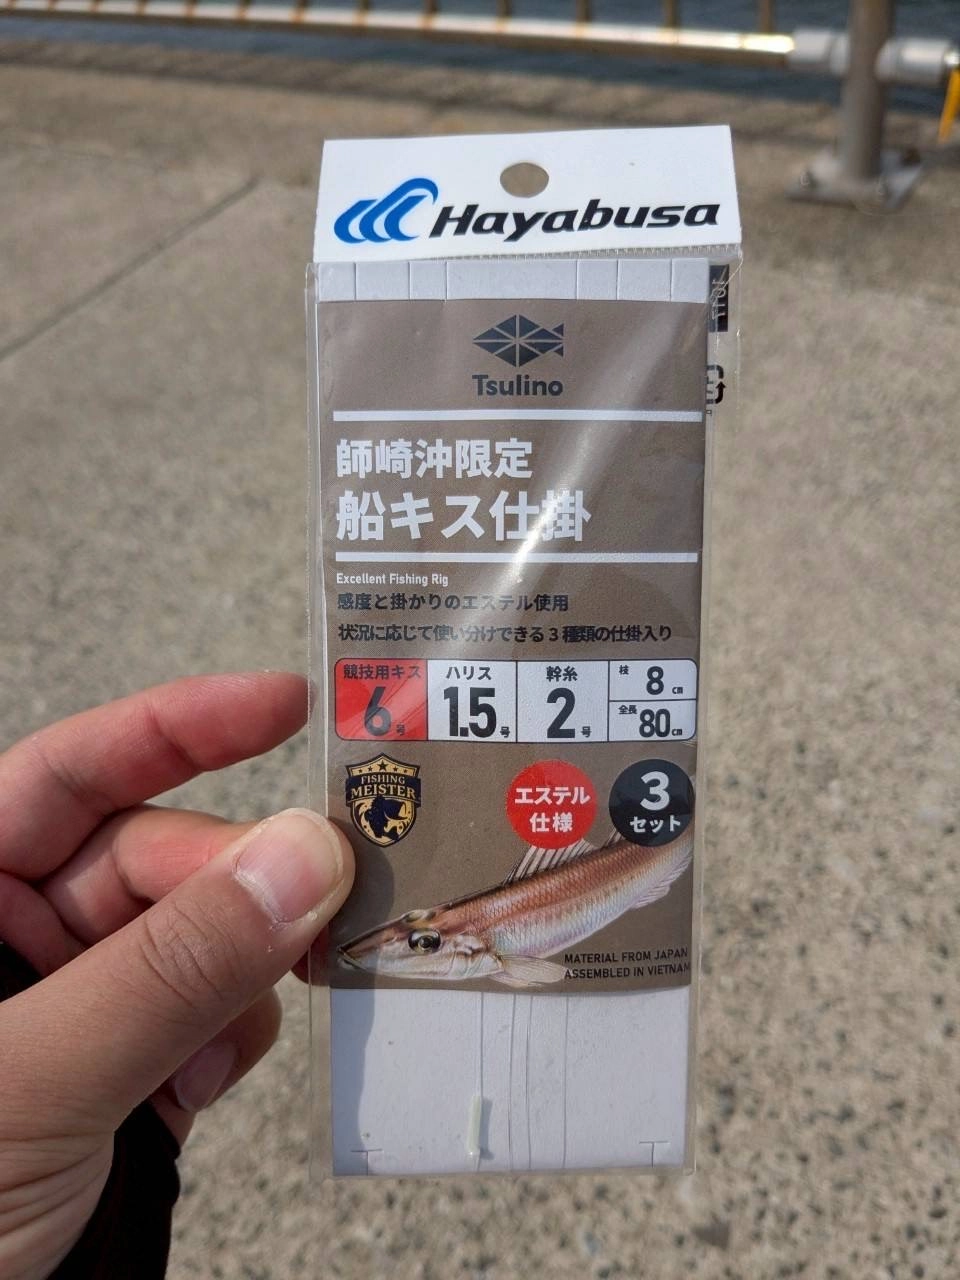 Hayabusa
Tsulino
師崎沖限定
船キス仕掛
Excellent Fishing Rig
感度と掛かりのエステル使用
状況に応じて使い分けできる3種類の仕掛入り
競技用キス 6号
ハリス 1.5号
幹糸 2号
枝 8cm
全長 80cm
FISHING
MEISTER
エステル
仕様
3
セット
MATERIAL FROM JAPAN
ASSEMBLED IN VIETNAM